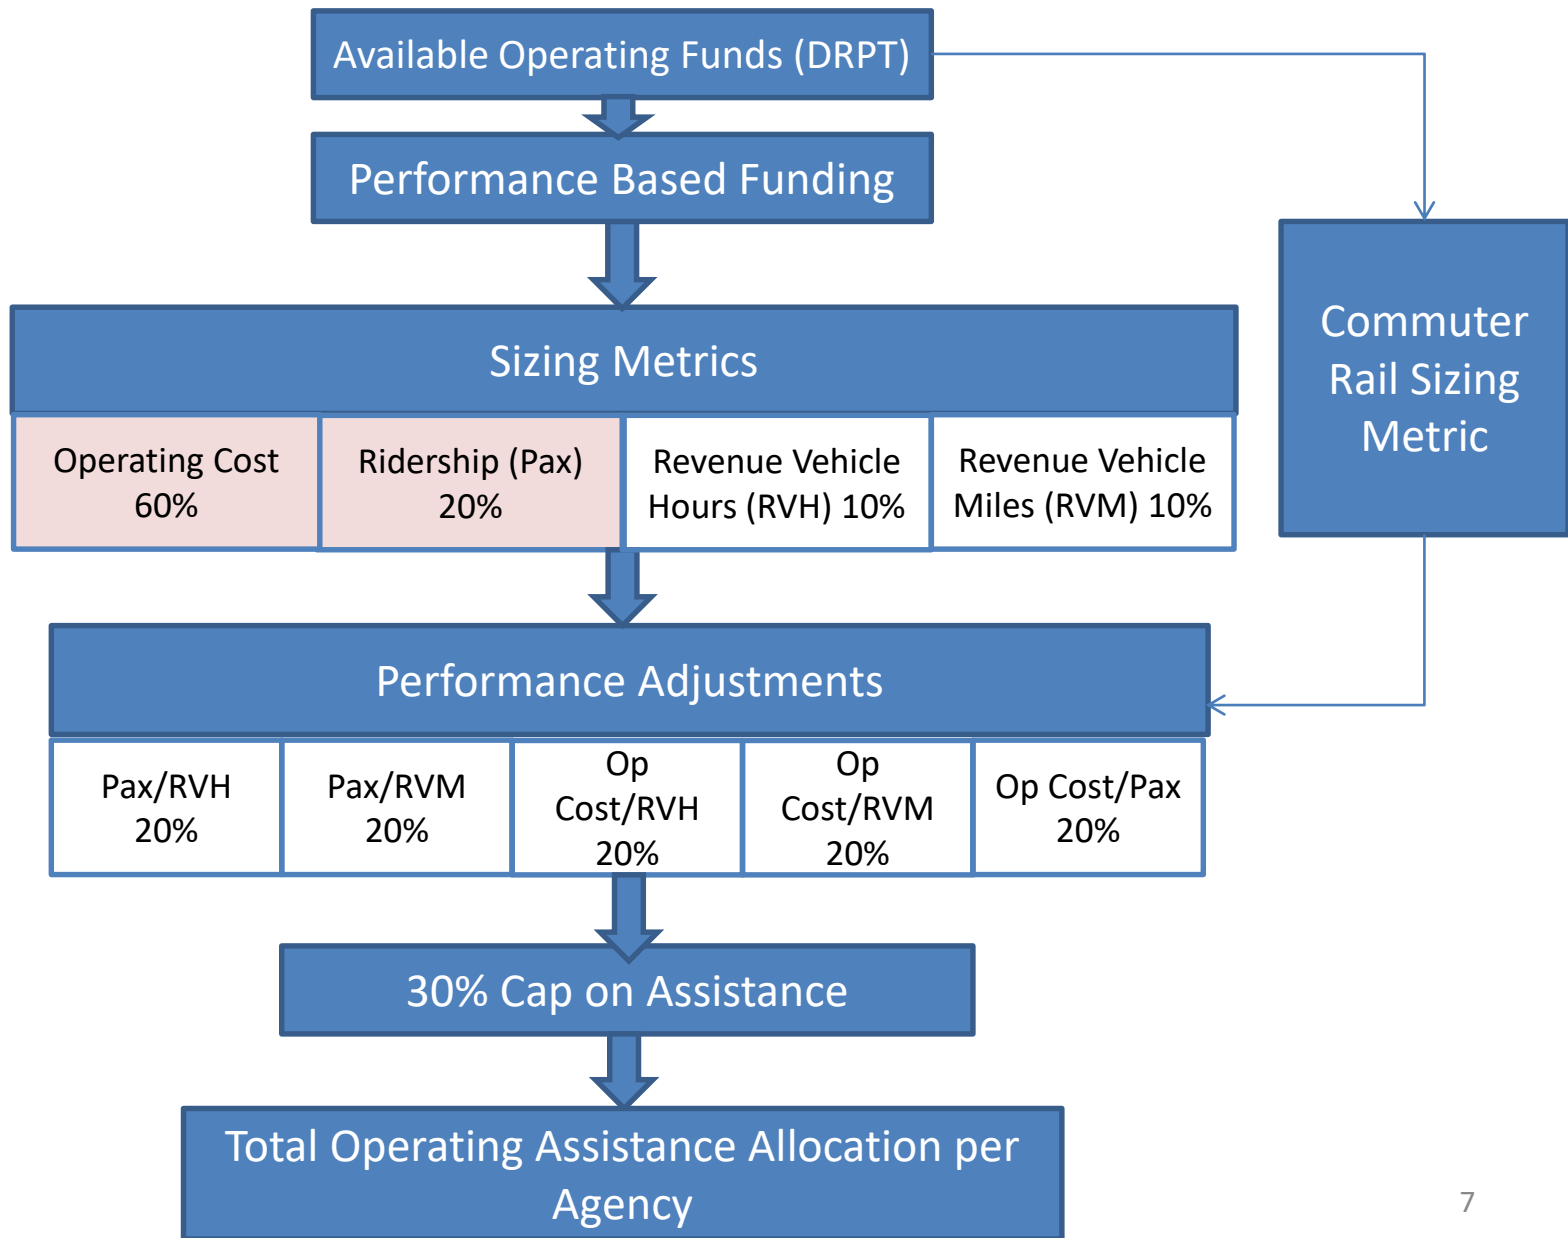 Available Operating Funds (DRPT)
Performance Based Funding
Sizing Metrics
Operating Cost
60%
Ridership (Pax)
20%
Revenue Vehicle
Hours (RVH) 10%
Revenue Vehicle
Miles (RVM) 10%
Commuter
Rail Sizing
Metric
Performance Adjustments
Pax/RVH
20%
Pax/RVM
20%
Op
Cost/RVH
20%
Op
Cost/RVM
20%
Op Cost/Pax
20%
30% Cap on Assistance
Total Operating Assistance Allocation per
Agency
7